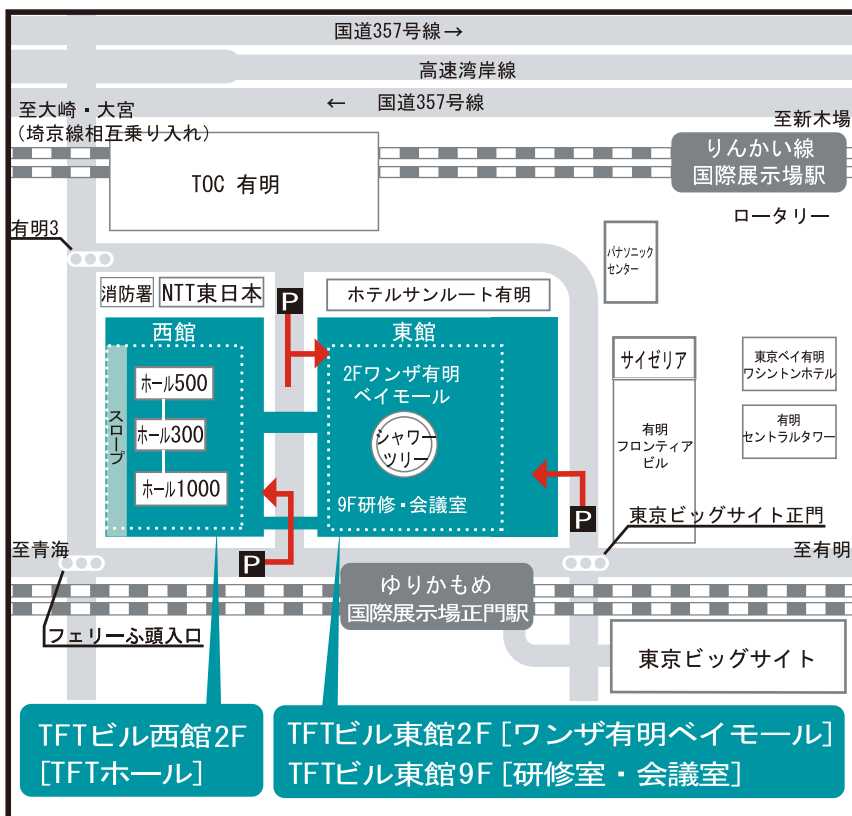 国道357号線→
高速湾岸線
← 国道357号線
至大崎・大宮
(埼京線相互乗り入れ)
至新木場
りんかい線
国際展示場駅
TOC 有明
ロータリー
有明3
パナソニック
センター
消防署
NTT東日本
P
ホテルサンルート有明
西館
東館
サイゼリア
東京ベイ有明
ワシントンホテル
2Fワンザ有明
ベイモール
ホール500
スロープ
ホール300
シャワー
ツリー
有明
フロンティア
ビル
有明
セントラルタワー
ホール1000
9F研修・会議室
P
東京ビッグサイト正門
至青海
P
至有明
ゆりかもめ
国際展示場正門駅
フェリーふ頭入口
東京ビッグサイト
TFTビル西館2F
[TFTホール]
TFTビル東館2F[ワンザ有明ベイモール]
TFTビル東館9F[研修室・会議室]